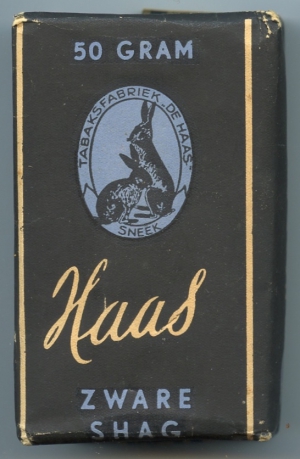 50 GRAM
TABAKSFABRIEK „DE HAAS”
SNEEK
Haas
ZWARE
SHAG